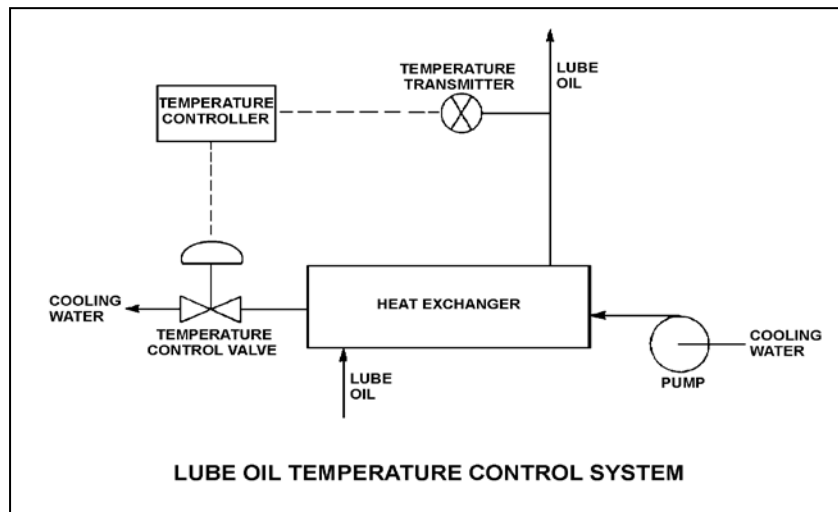 TEMPERATURE
TRANSMITTER
LUBE
OIL
TEMPERATURE
CONTROLLER
COOLING
WATER
TEMPERATURE
CONTROL VALVE
HEAT EXCHANGER
LUBE
OIL
COOLING
WATER
PUMP
LUBE OIL TEMPERATURE CONTROL SYSTEM